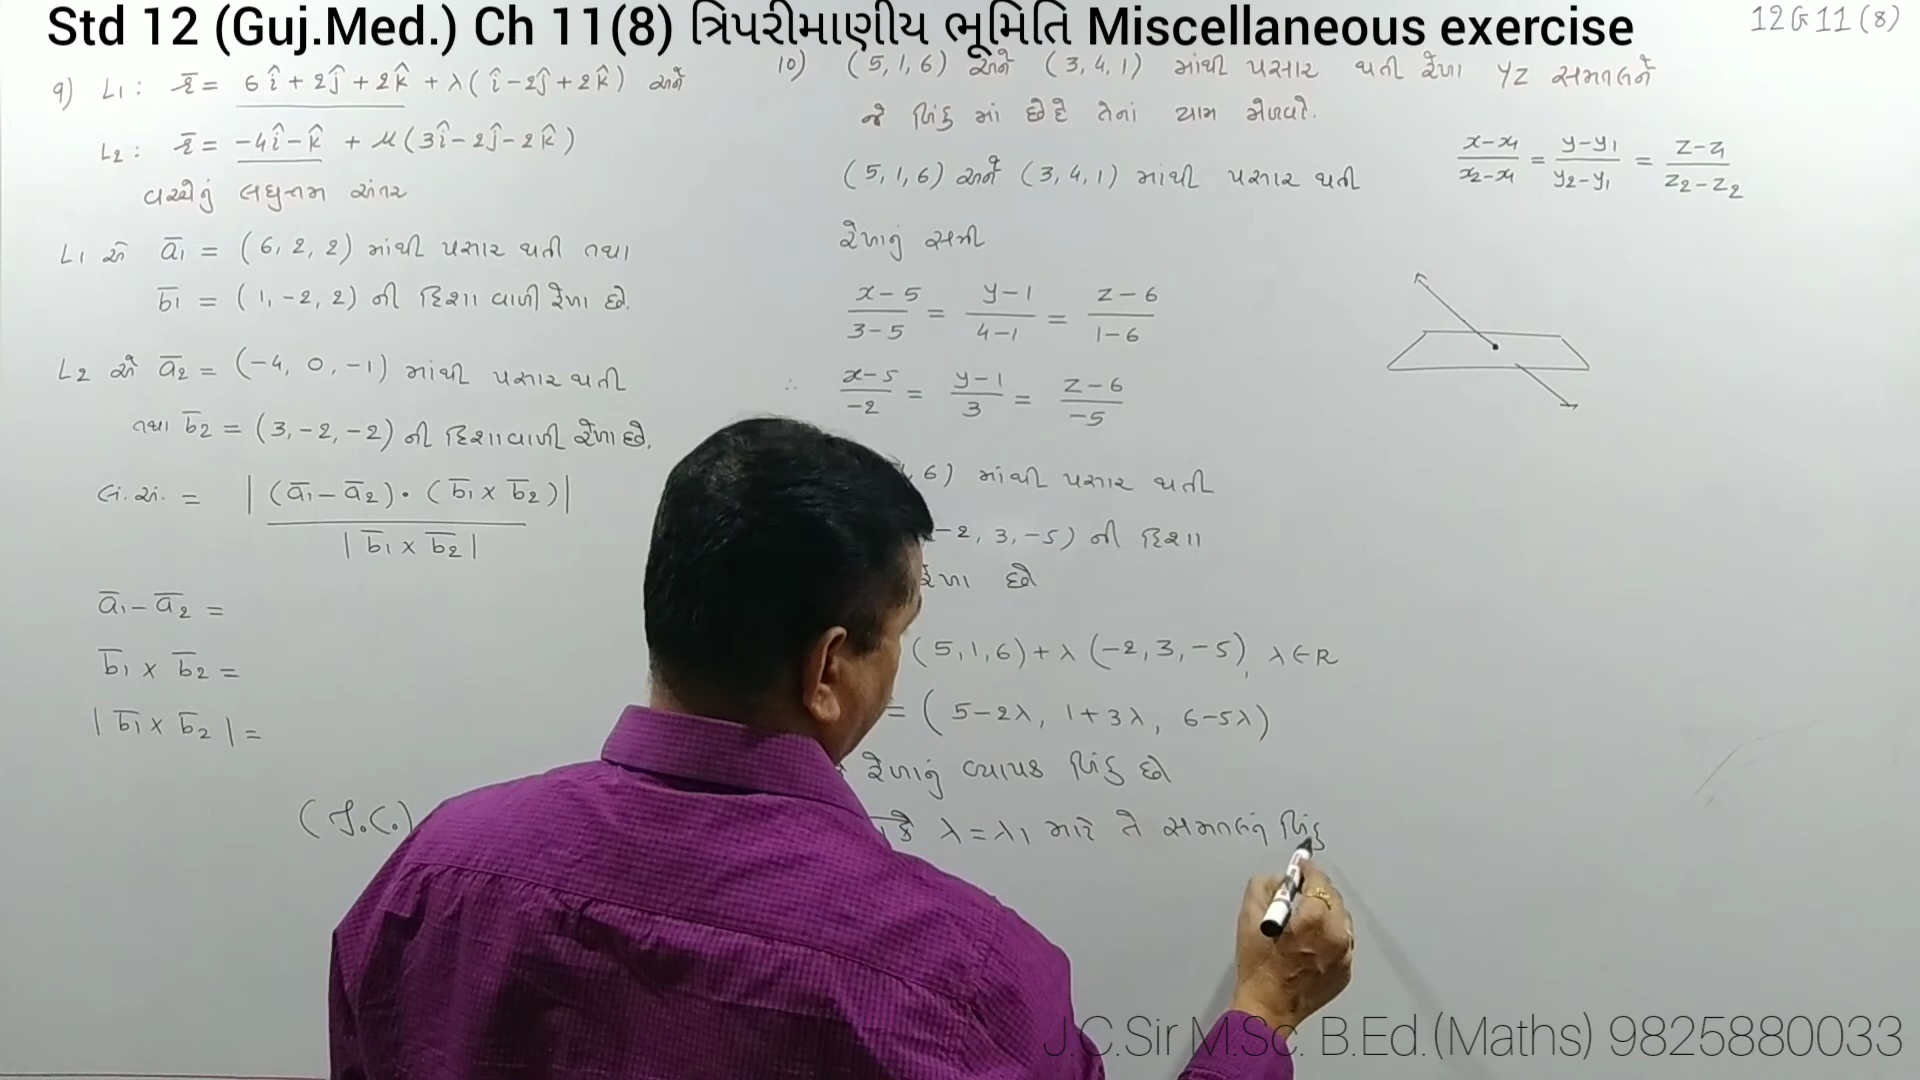 Std 12 (Guj.Med.) Ch 11(8) ત્રિપરીમાણીય ભૂમિતિ Miscellaneous exercise
12 G 11 (8)
9) L₁ : r̄ = 6î + 2ĵ + 2k̂ + λ(î - 2ĵ + 2k̂) અને
L₂ : r̄ = -4î - k̂ + μ(3î - 2ĵ - 2k̂)
વચ્ચેનું લઘુત્તમ અંતર
L₁ એ a̅₁ = (6, 2, 2) માંથી પસાર થતી તથા
b̅₁ = (1, -2, 2) ની દિશા વાળી રેખા છે.
L₂ એ a̅₂ = (-4, 0, -1) માંથી પસાર થતી
તથા b̅₂ = (3, -2, -2) ની દિશાવાળી રેખા છે.
લ.અં. = |(a̅₁ - a̅₂) · (b̅₁ × b̅₂)|
|b̅₁ × b̅₂|
a̅₁ - a̅₂ =
b̅₁ × b̅₂ =
|b̅₁ × b̅₂| =
(J.C.)
10) (5, 1, 6) અને (3, 4, 1) માંથી પસાર થતી રેખા YZ સમતલને
જે બિંદુ માં છેદે તેનાં યામ મેળવો.
(5, 1, 6) અને (3, 4, 1) માંથી પસાર થતી
રેખાનું સમી
x-x₁/x₂-x₁ = y-y₁/y₂-y₁ = z-z₁/z₂-z₂
x-5/3-5 = y-1/4-1 = z-6/1-6
∴ x-5/-2 = y-1/3 = z-6/-5
6) માંથી પસાર થતી
-2, 3, -5) ની દિશા
રેખા છે
(5, 1, 6) + λ(-2, 3, -5), λ∈R
= (5-2λ, 1+3λ, 6-5λ)
રેખાનું વ્યાપક બિંદુ છે
કે λ = λ₁ માટે તે સમતલનું બિંદુ
J.C.Sir M.Sc. B.Ed.(Maths) 9825880033